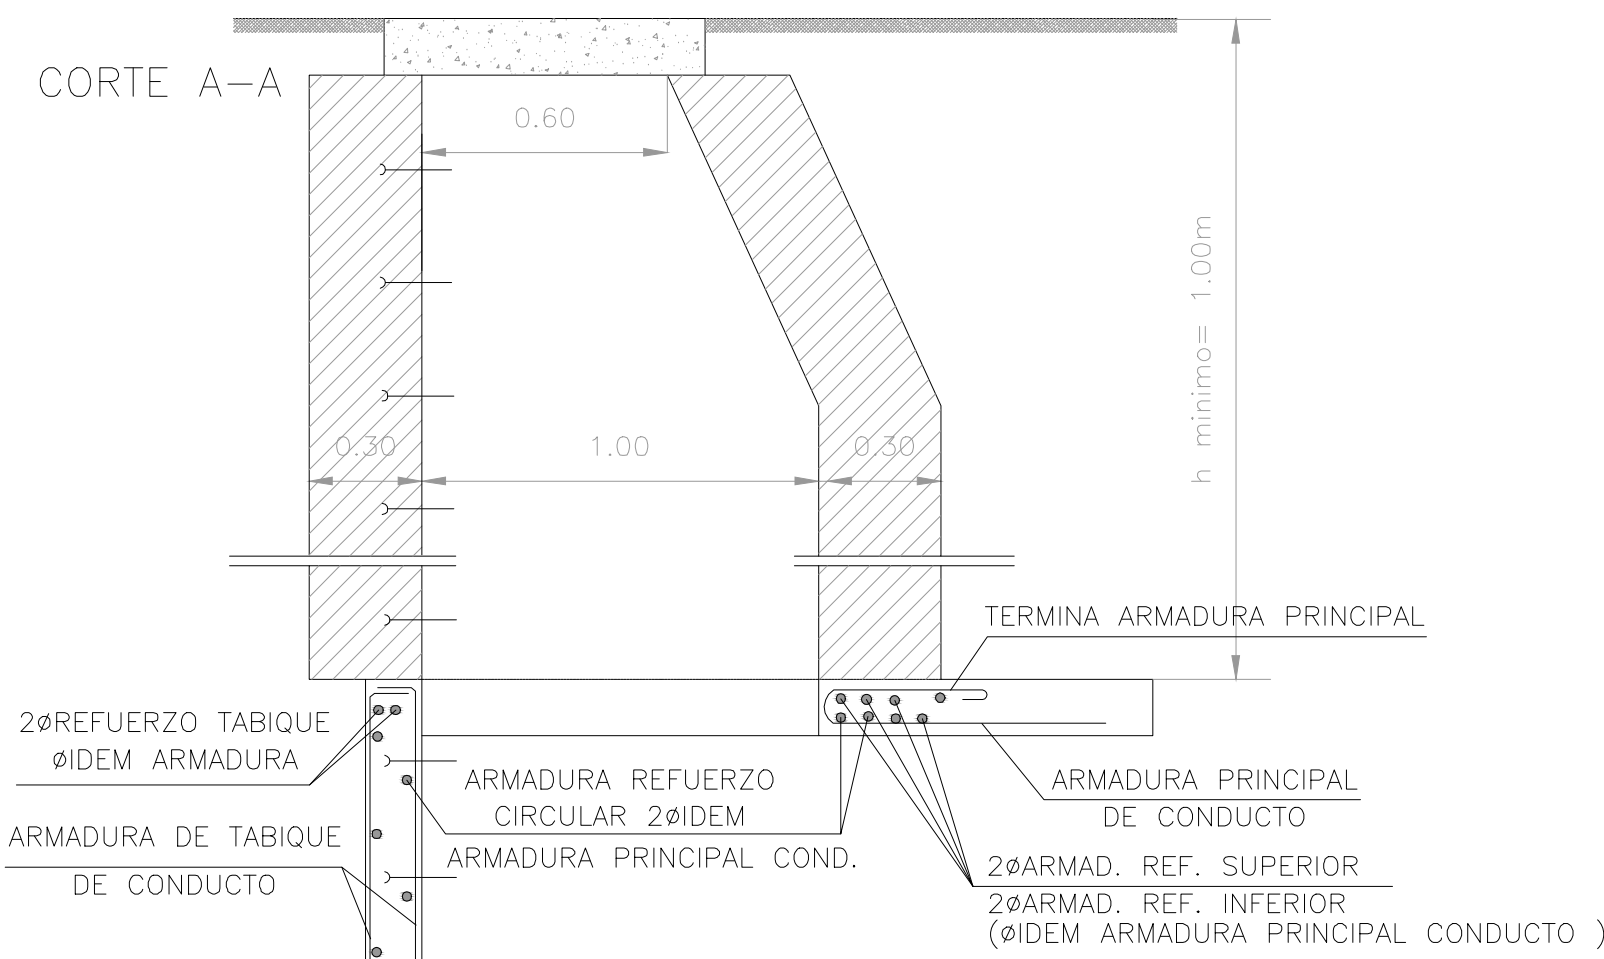 CORTE A-A
0.60
h minimo= 1.00m
0.30
1.00
0.30
TERMINA ARMADURA PRINCIPAL
2øREFUERZO TABIQUE
øIDEM ARMADURA
ARMADURA REFUERZO
CIRCULAR 2øIDEM
ARMADURA PRINCIPAL COND.
ARMADURA PRINCIPAL
DE CONDUCTO
ARMADURA DE TABIQUE
DE CONDUCTO
2øARMAD. REF. SUPERIOR
2øARMAD. REF. INFERIOR
(øIDEM ARMADURA PRINCIPAL CONDUCTO )